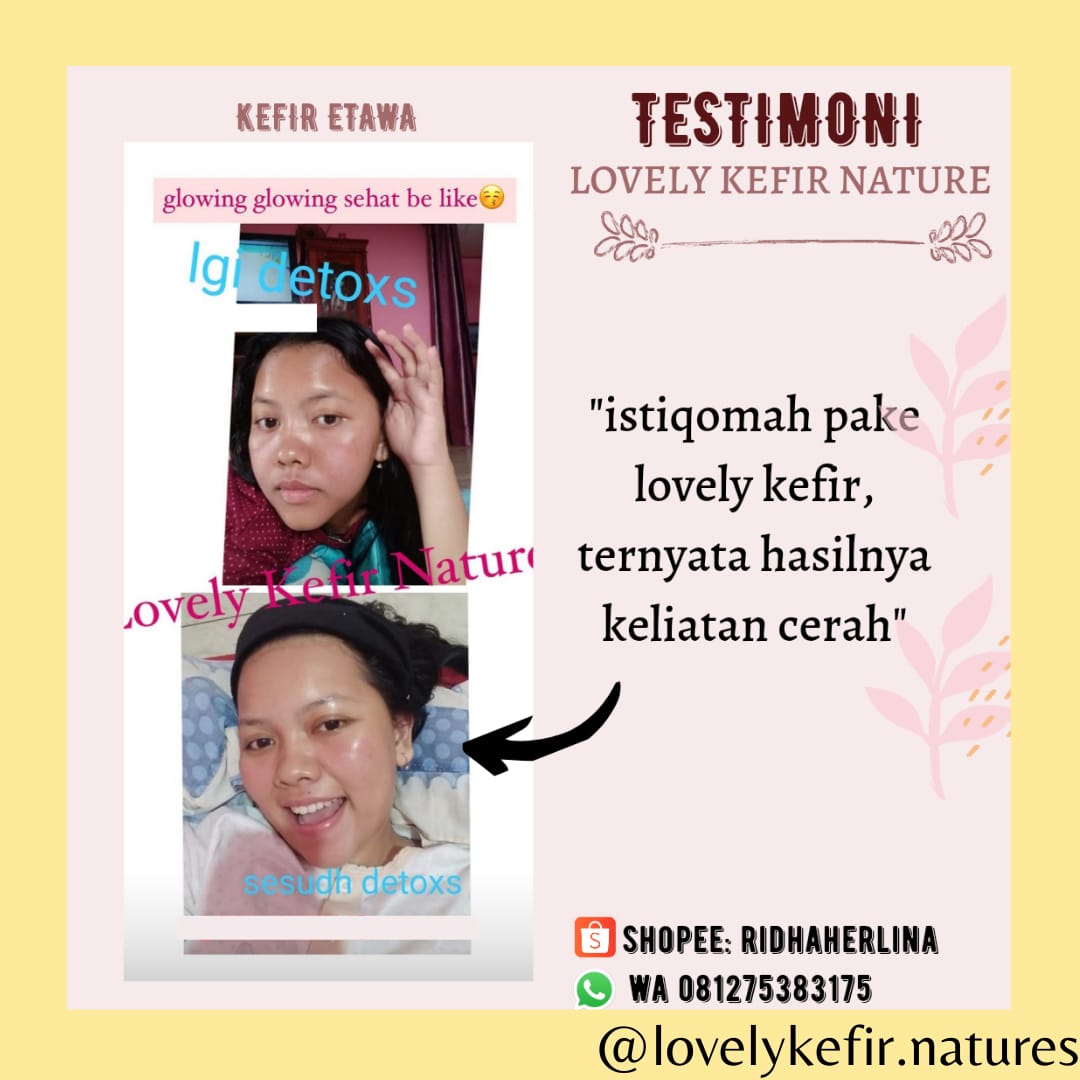 KEFIR ETAWA
glowing glowing sehat be like😚
lgi detoxs
Lovely Kefir Nature
sesudh detoxs
TESTIMONI
LOVELY KEFIR NATURE
"istiqomah pake
lovely kefir,
ternyata hasilnya
keliatan cerah"
SHOPEE: RIDHAHERLINA
WA 081275383175
@lovelykefir.natures